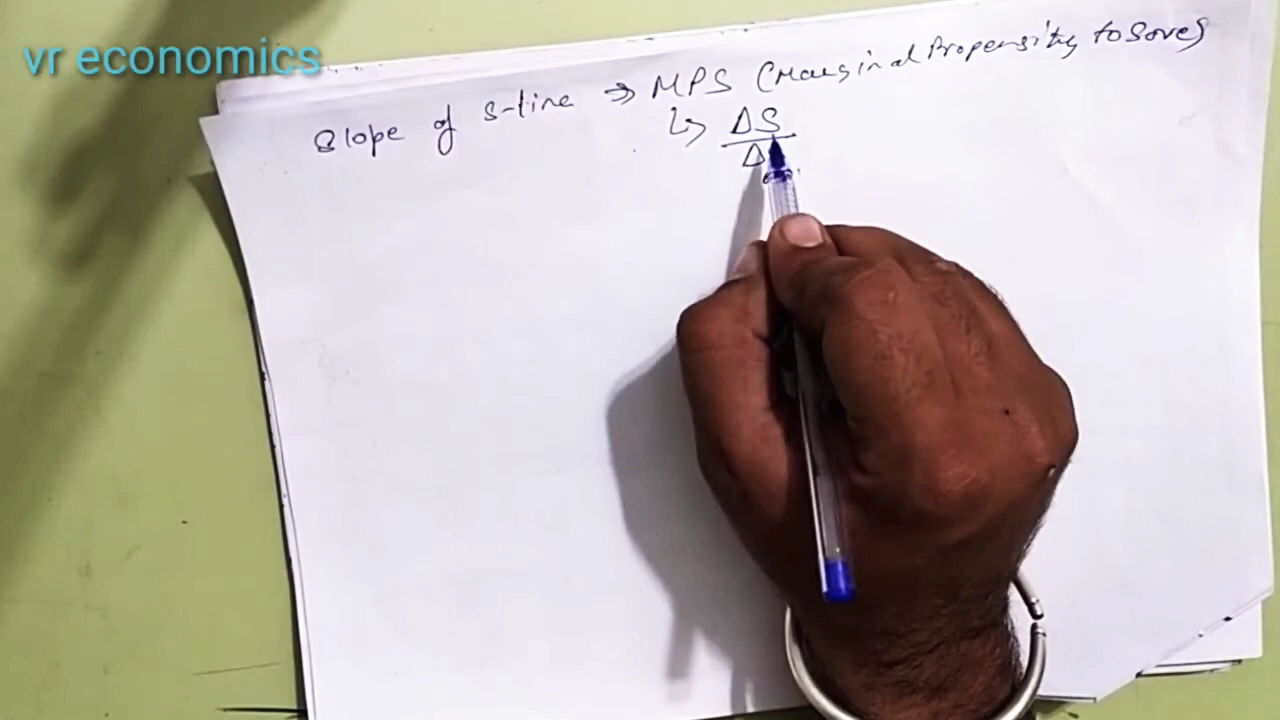 vr economics
Slope of S-line ⇒ MPS (Marginal Propensity to Save)
↳ ΔS
Δ